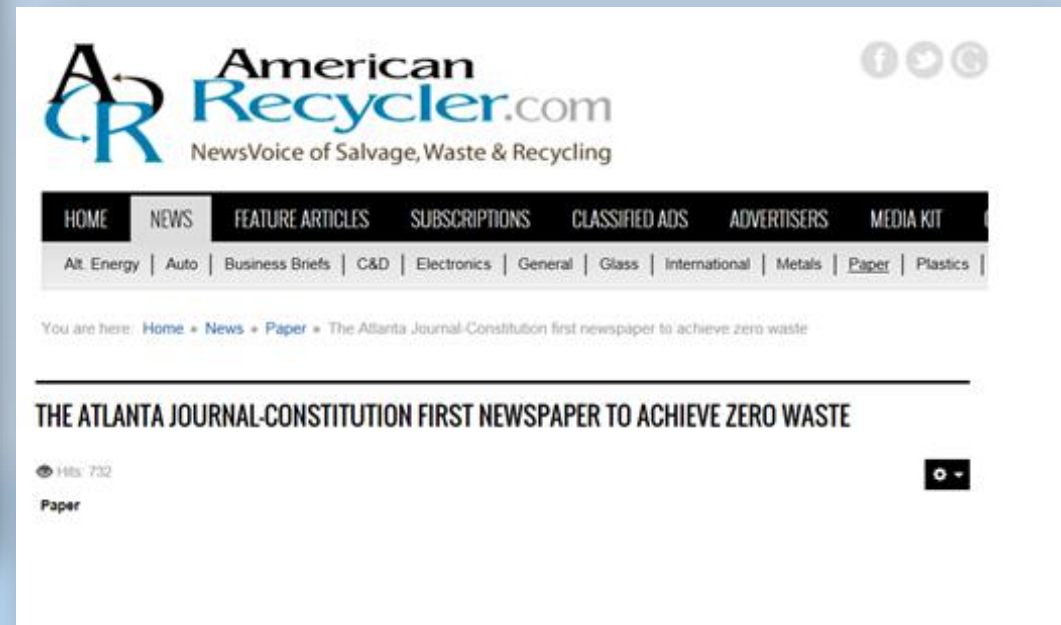 American
Recycler.com
NewsVoice of Salvage, Waste & Recycling
HOME NEWS FEATURE ARTICLES SUBSCRIPTIONS CLASSIFIED ADS ADVERTISERS MEDIA KIT
Alt. Energy | Auto | Business Briefs | C&D | Electronics | General | Glass | International | Metals | Paper | Plastics |
You are here: Home » News » Paper » The Atlanta Journal-Constitution first newspaper to achieve zero waste
THE ATLANTA JOURNAL-CONSTITUTION FIRST NEWSPAPER TO ACHIEVE ZERO WASTE
Hits: 732
Paper